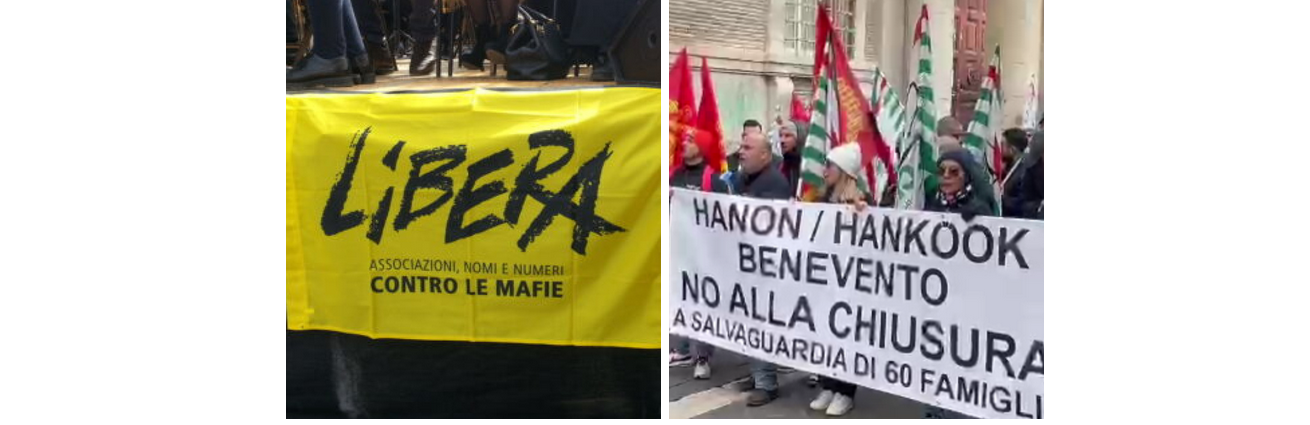 LiBERA
ASSOCIAZIONI, NOMI E NUMERI
CONTRO LE MAFIE
HANON / HANKOOK
BENEVENTO
NO ALLA CHIUSURA
A SALVAGUARDIA DI 60 FAMIGLI